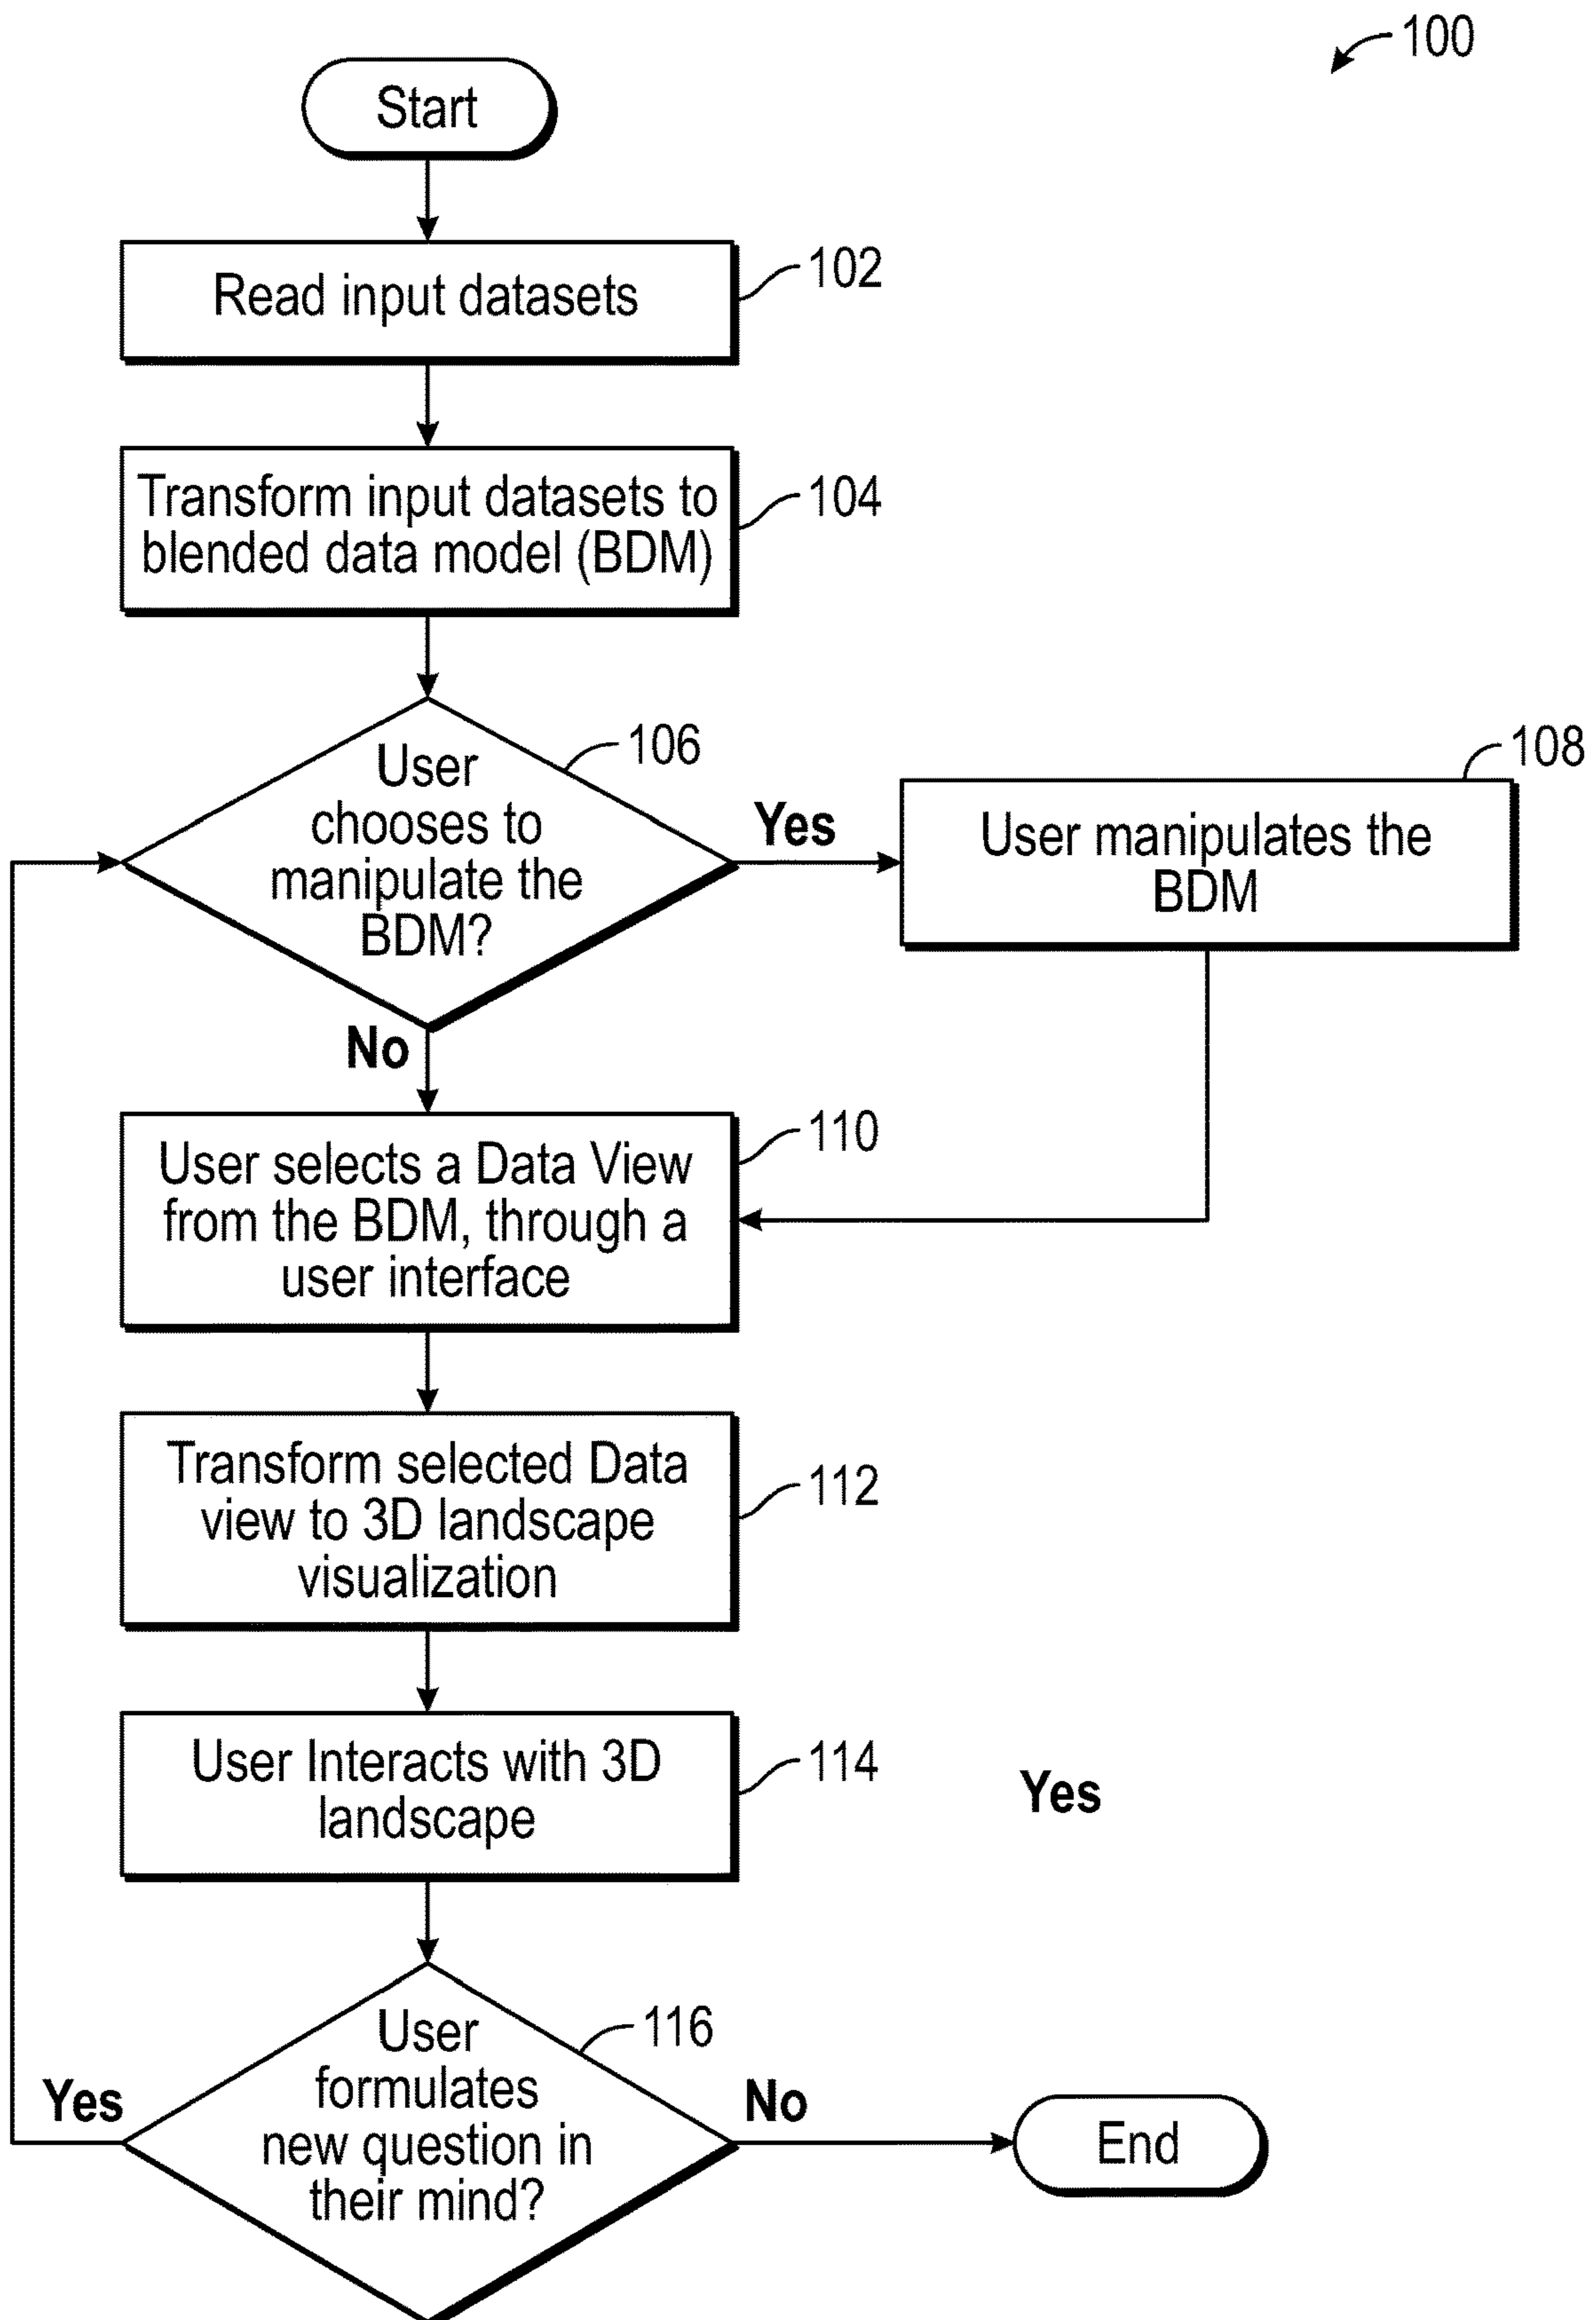 100
Start
Read input datasets
102
Transform input datasets to
blended data model (BDM)
104
User
chooses to
manipulate the
BDM?
106
Yes
User manipulates the
BDM
108
No
User selects a Data View
from the BDM, through a
user interface
110
Transform selected Data
view to 3D landscape
visualization
112
User Interacts with 3D
landscape
114
Yes
User
formulates
new question in
their mind?
116
Yes
No
End